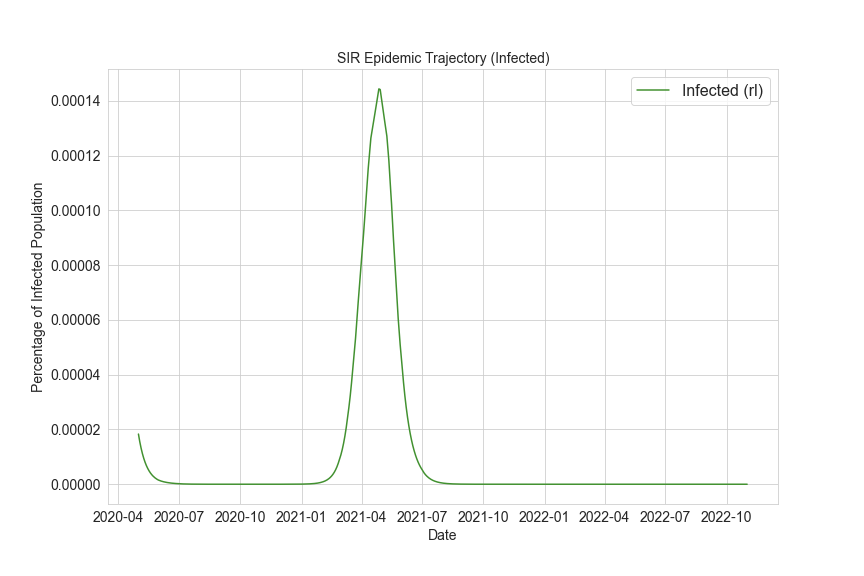 SIR Epidemic Trajectory (Infected)
Infected (rI)
Percentage of Infected Population
0.00014
0.00012
0.00010
0.00008
0.00006
0.00004
0.00002
0.00000
2020-04 2020-07 2020-10 2021-01 2021-04 2021-07 2021-10 2022-01 2022-04 2022-07 2022-10
Date